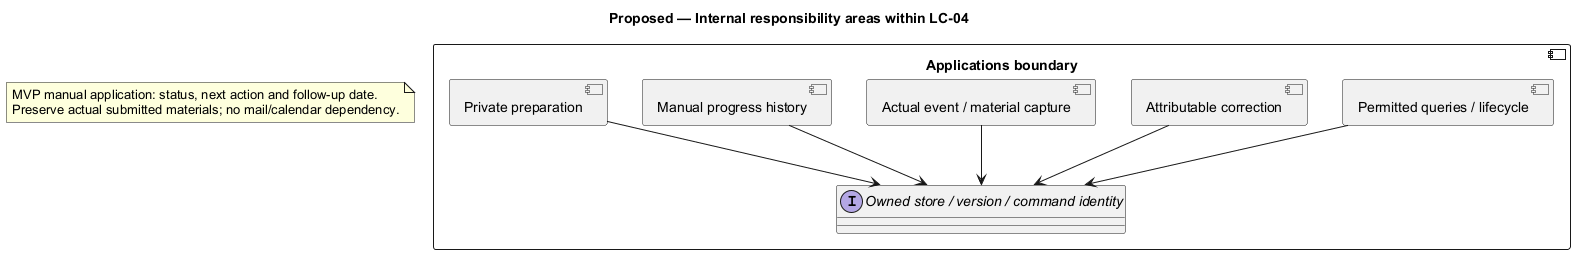 Proposed — Internal responsibility areas within LC-04
MVP manual application: status, next action and follow-up date.
Preserve actual submitted materials; no mail/calendar dependency.
Applications boundary
Private preparation
Manual progress history
Actual event / material capture
Attributable correction
Permitted queries / lifecycle
I Owned store / version / command identity